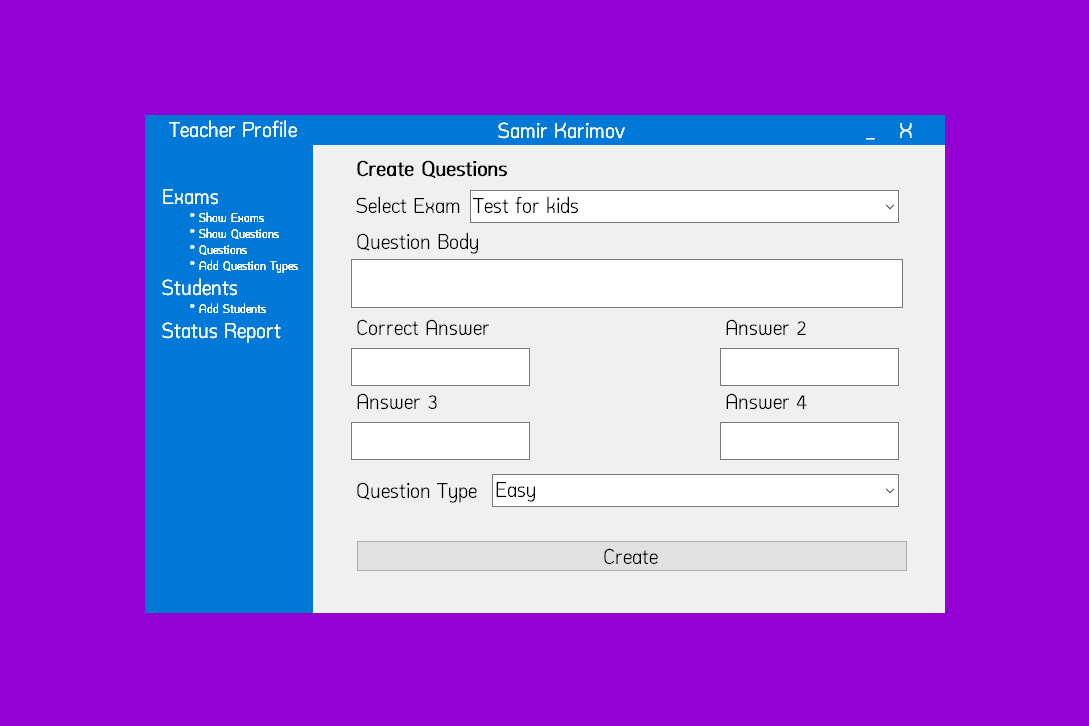 Teacher Profile
Samir Karimov
_ X
Exams
* Show Exams
* Show Questions
* Questions
* Add Question Types
Students
* Add Students
Status Report
Create Questions
Select Exam Test for kids
Question Body
Correct Answer Answer 2
Answer 3 Answer 4
Question Type Easy
Create